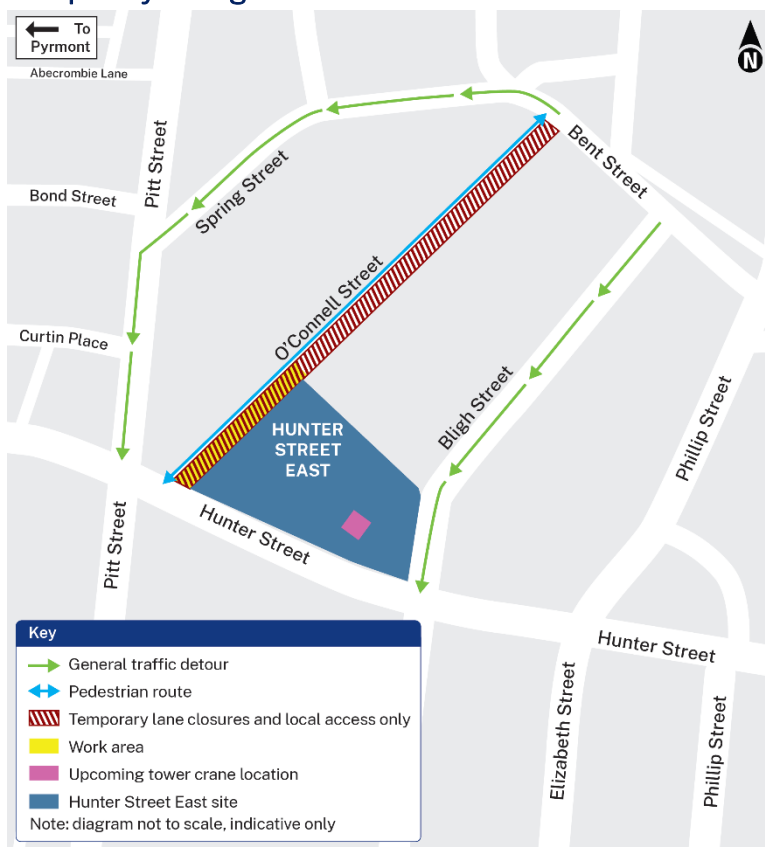 To
Pyrmont
N
Abecrombie Lane
Pitt Street
Bond Street
Spring Street
Bent Street
O'Connell Street
Curtin Place
Bligh Street
Phillip Street
HUNTER
STREET
EAST
Hunter Street
Pitt Street
Hunter Street
Elizabeth Street
Phillip Street
Key
General traffic detour
Pedestrian route
Temporary lane closures and local access only
Work area
Upcoming tower crane location
Hunter Street East site
Note: diagram not to scale, indicative only